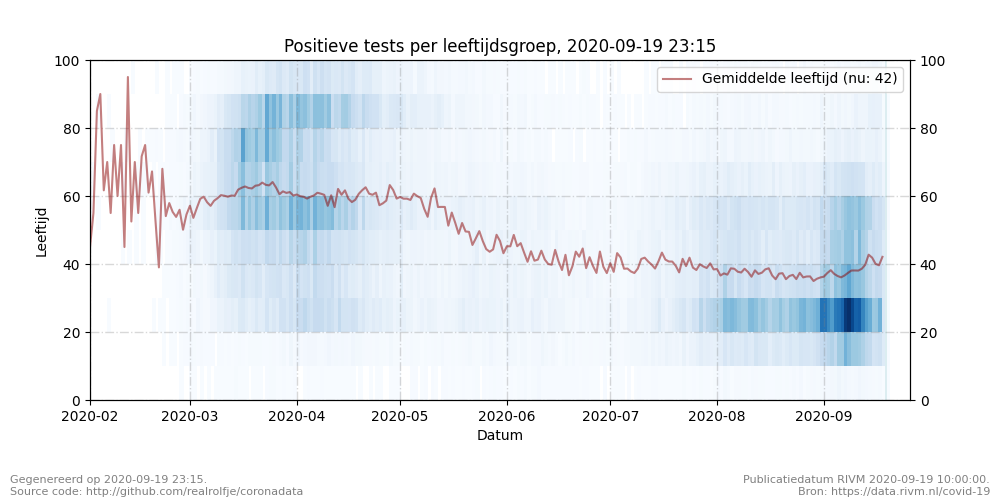 Positieve tests per leeftijdsgroep, 2020-09-19 23:15
Gemiddelde leeftijd (nu: 42)
100
80
60
40
20
0
Leeftijd
100
80
60
40
20
0
2020-02 2020-03 2020-04 2020-05 2020-06 2020-07 2020-08 2020-09
Datum
Gegenereerd op 2020-09-19 23:15.
Source code: http://github.com/realrolfje/coronadata
Publicatiedatum RIVM 2020-09-19 10:00:00.
Bron: https://data.rivm.nl/covid-19